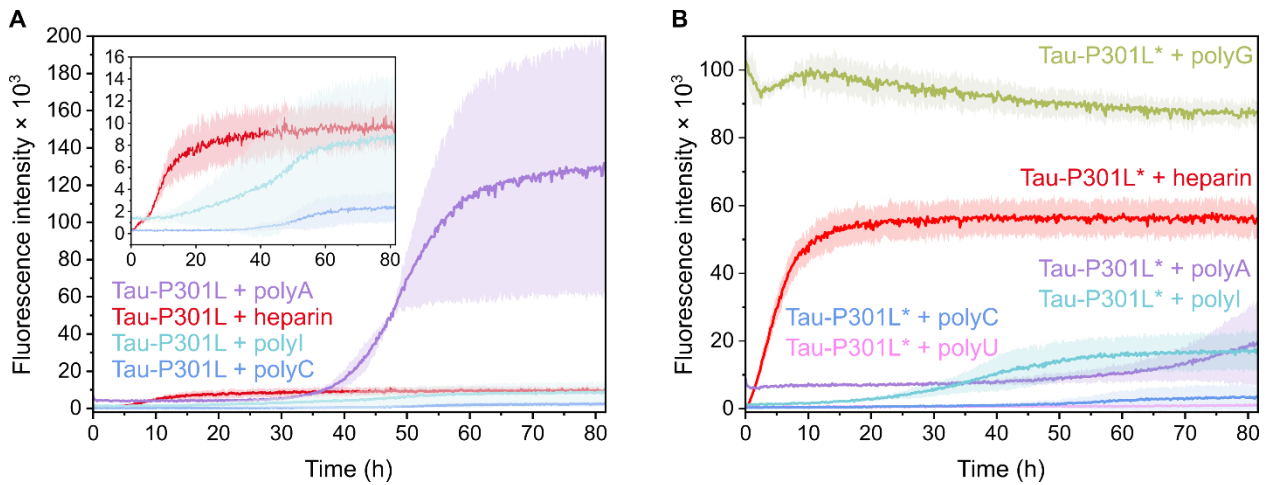 A
Fluorescence intensity × 10³
200
180
160
140
120
100
80
60
40
20
10
0
16
14
12
10
8
6
4
2
0
0 20 40 60 80
Tau-P301L + polyA
Tau-P301L + heparin
Tau-P301L + polyI
Tau-P301L + polyC
0 10 20 30 40 50 60 70 80
Time (h)
B
Fluorescence intensity × 10³
100
80
60
40
20
0
Tau-P301L* + polyG
Tau-P301L* + heparin
Tau-P301L* + polyA
Tau-P301L* + polyI
Tau-P301L* + polyC
Tau-P301L* + polyU
0 10 20 30 40 50 60 70 80
Time (h)